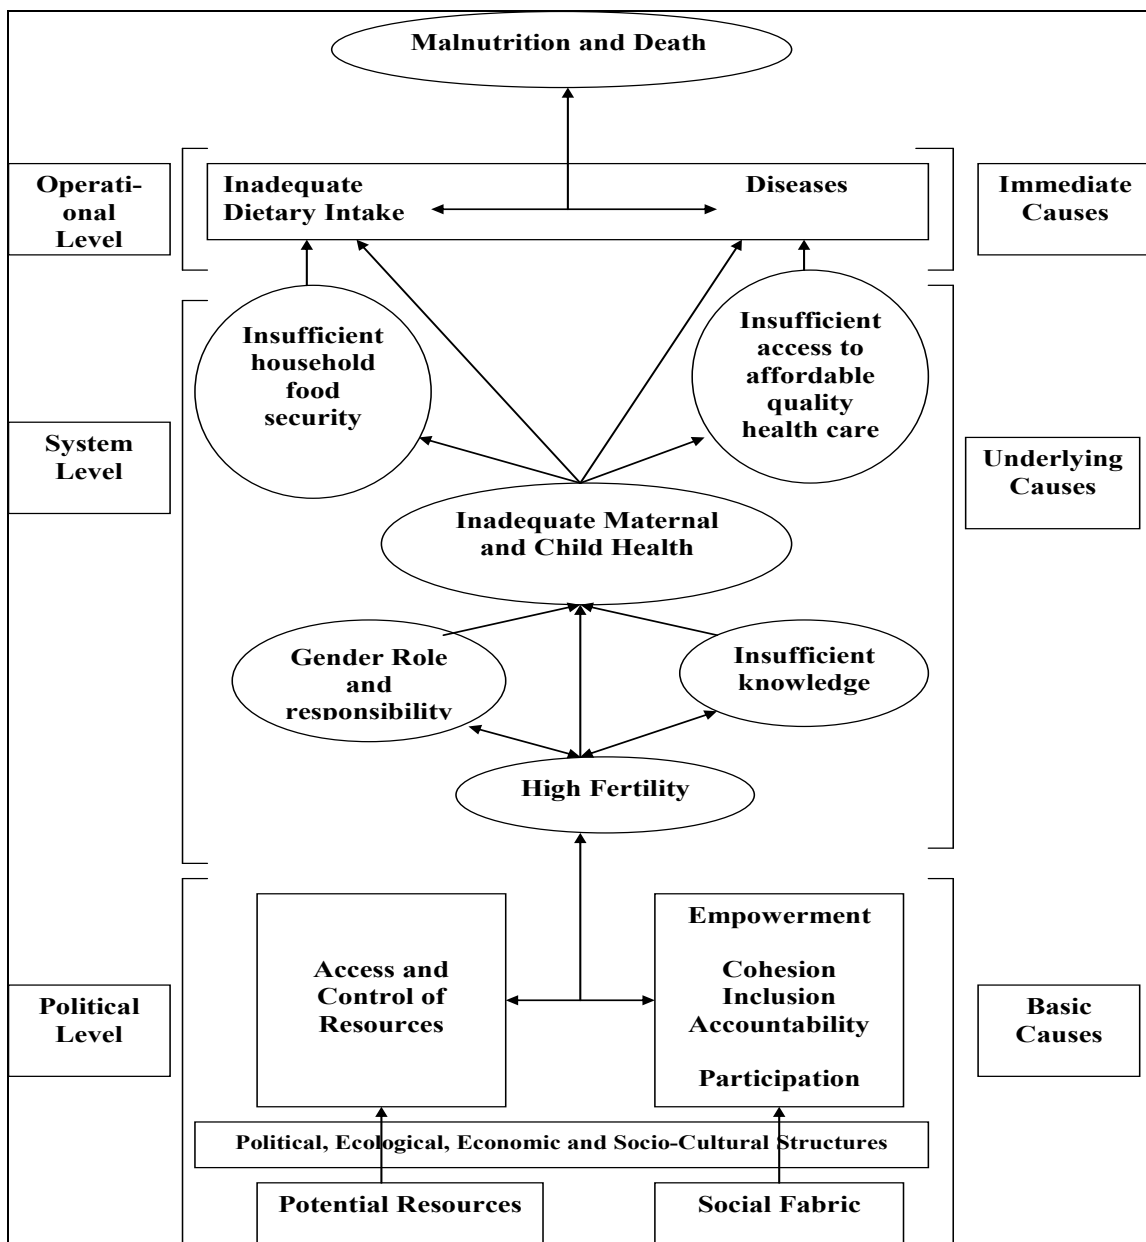 Malnutrition and Death
Operati-
onal
Level
Inadequate
Dietary Intake
Diseases
Immediate
Causes
Insufficient
household
food
security
Insufficient
access to
affordable
quality
health care
System
Level
Underlying
Causes
Inadequate Maternal
and Child Health
Gender Role
and
responsibility
Insufficient
knowledge
High Fertility
Political
Level
Access and
Control of
Resources
Empowerment
Cohesion
Inclusion
Accountability
Participation
Basic
Causes
Political, Ecological, Economic and Socio-Cultural Structures
Potential Resources
Social Fabric